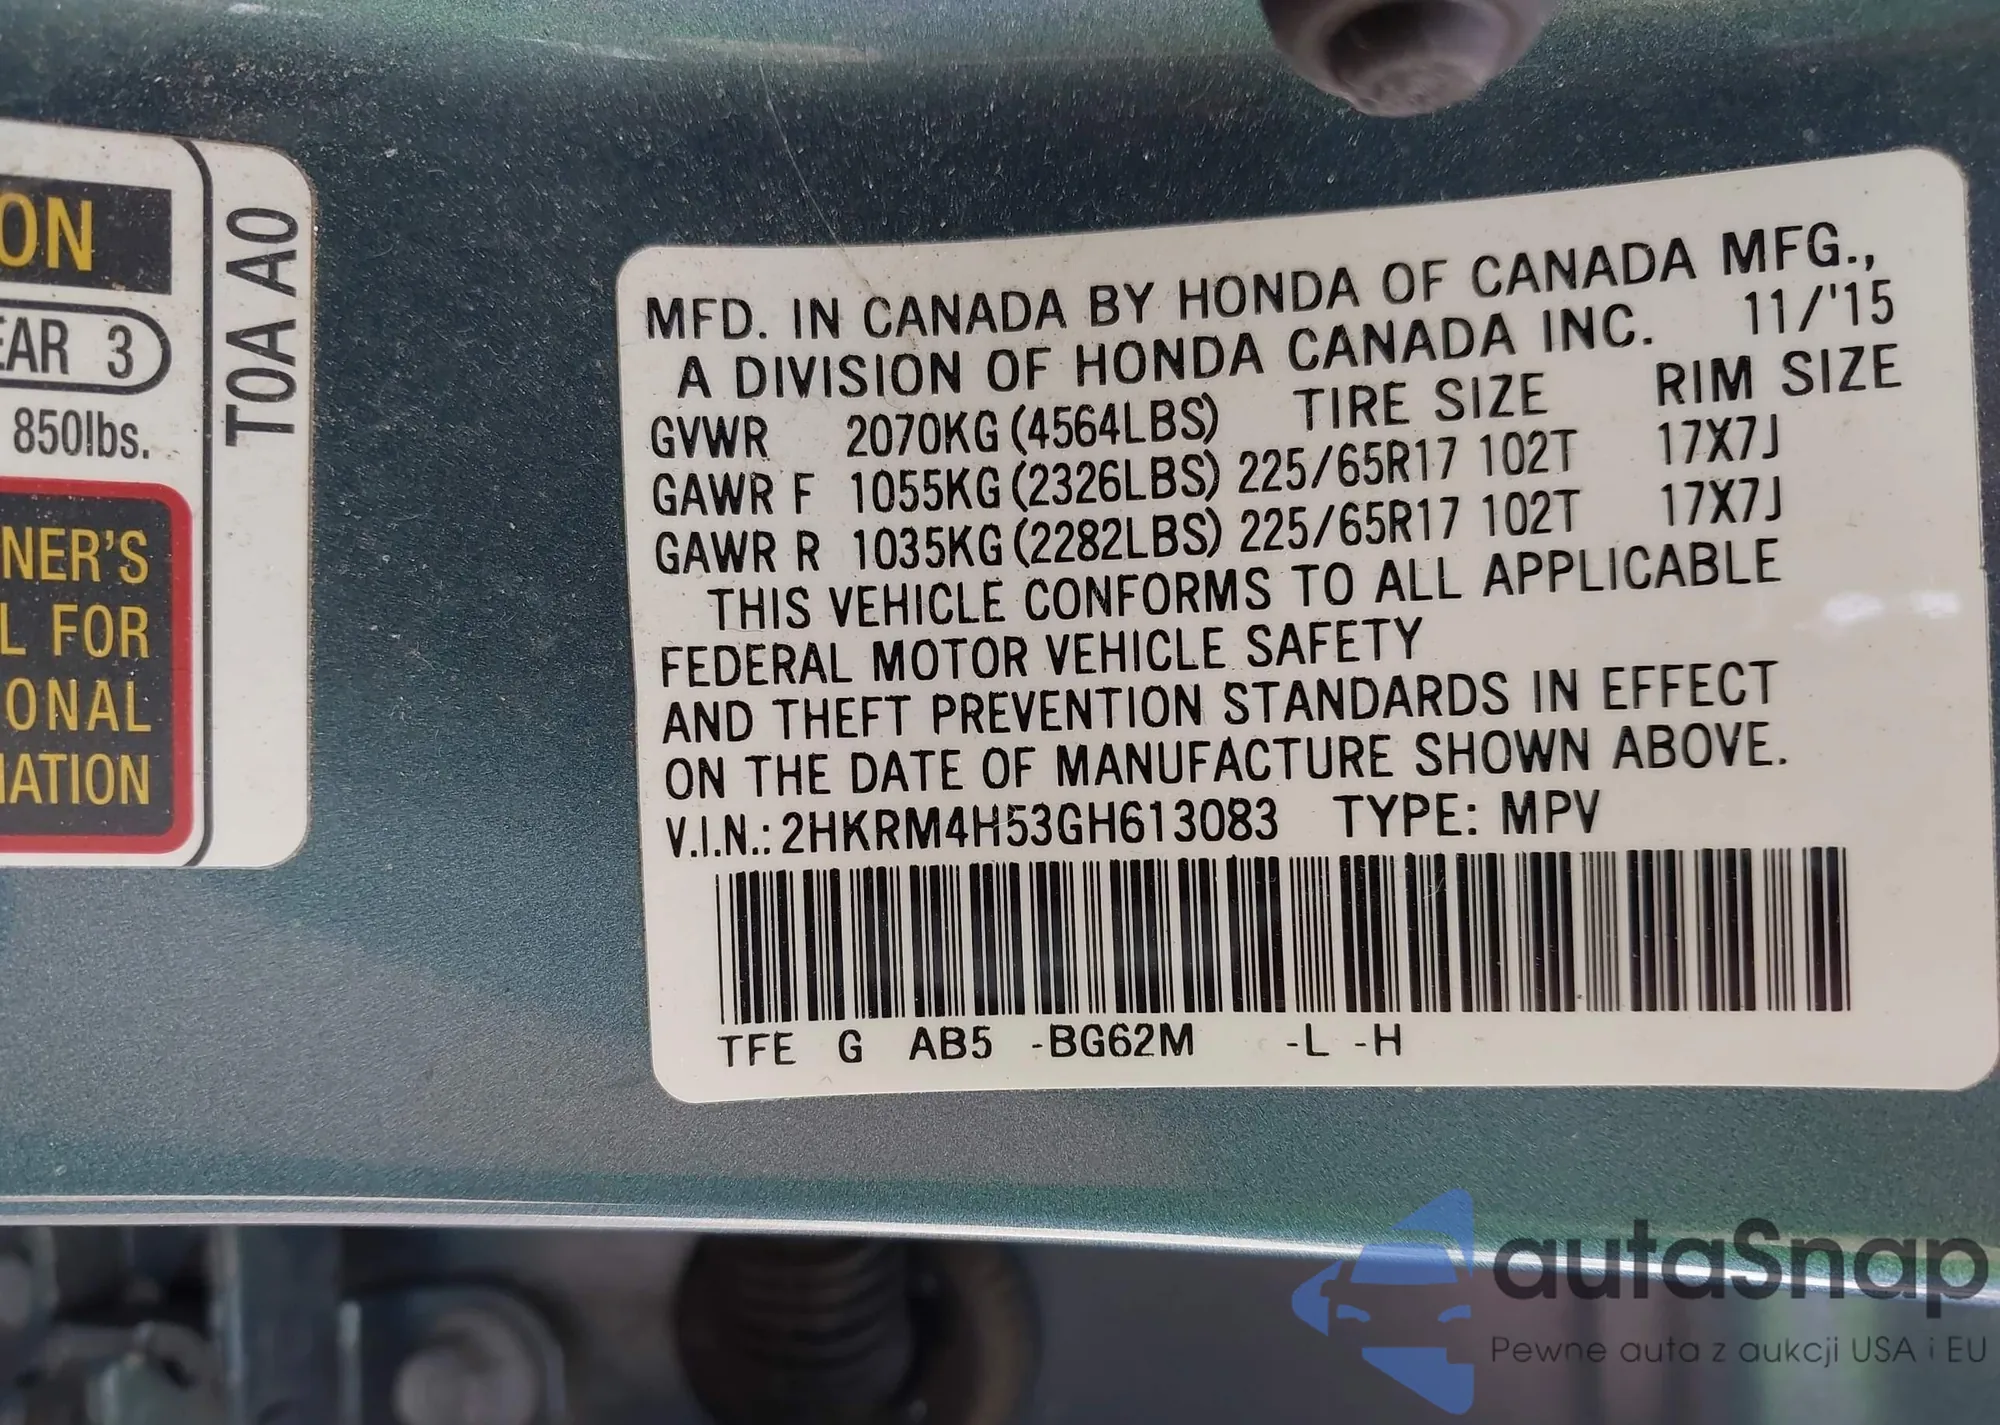 ON
EAR 3
850lbs.
NER'S
L FOR
ONAL
MATION
T0A A0
MFD. IN CANADA BY HONDA OF CANADA MFG.,
A DIVISION OF HONDA CANADA INC. 11/'15
GVWR 2070KG (4564LBS) TIRE SIZE RIM SIZE
GAWR F 1055KG (2326LBS) 225/65R17 102T 17X7J
GAWR R 1035KG (2282LBS) 225/65R17 102T 17X7J
THIS VEHICLE CONFORMS TO ALL APPLICABLE
FEDERAL MOTOR VEHICLE SAFETY
AND THEFT PREVENTION STANDARDS IN EFFECT
ON THE DATE OF MANUFACTURE SHOWN ABOVE.
V.I.N.: 2HKRM4H53GH613083 TYPE: MPV
TFE G AB5 -BG62M -L -H
autaSnap
Pewne auta z aukcji USA i EU